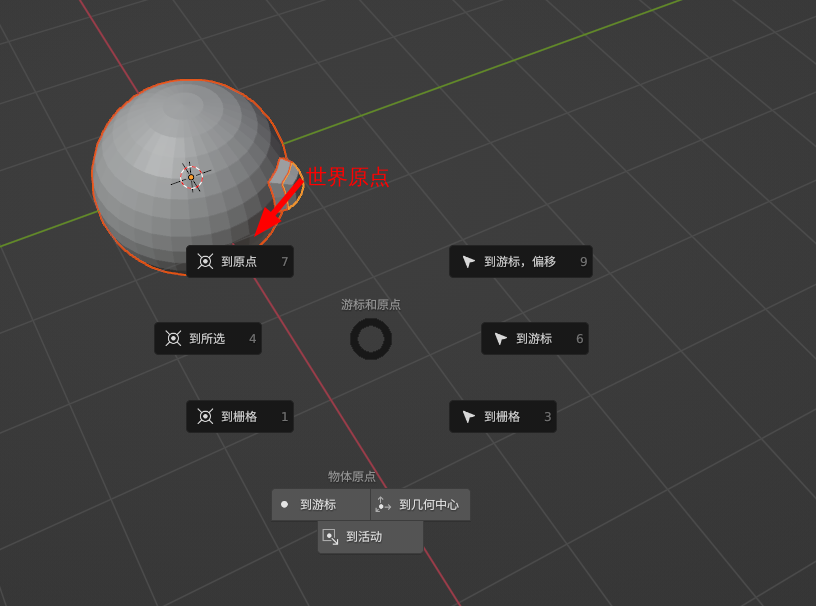 世界原点
到原点 7
到游标，偏移 9
游标和原点
到所选 4
到游标 6
到栅格 1
到栅格 3
物体原点
到游标 到几何中心
到活动